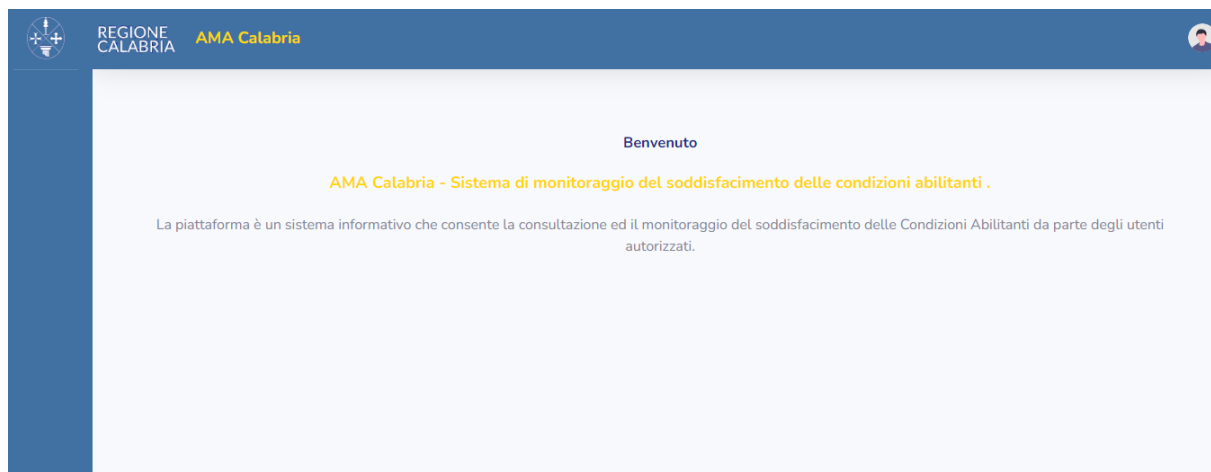 REGIONE
CALABRIA
AMA Calabria
Benvenuto
AMA Calabria - Sistema di monitoraggio del soddisfacimento delle condizioni abilitanti .
La piattaforma è un sistema informativo che consente la consultazione ed il monitoraggio del soddisfacimento delle Condizioni Abilitanti da parte degli utenti
autorizzati.